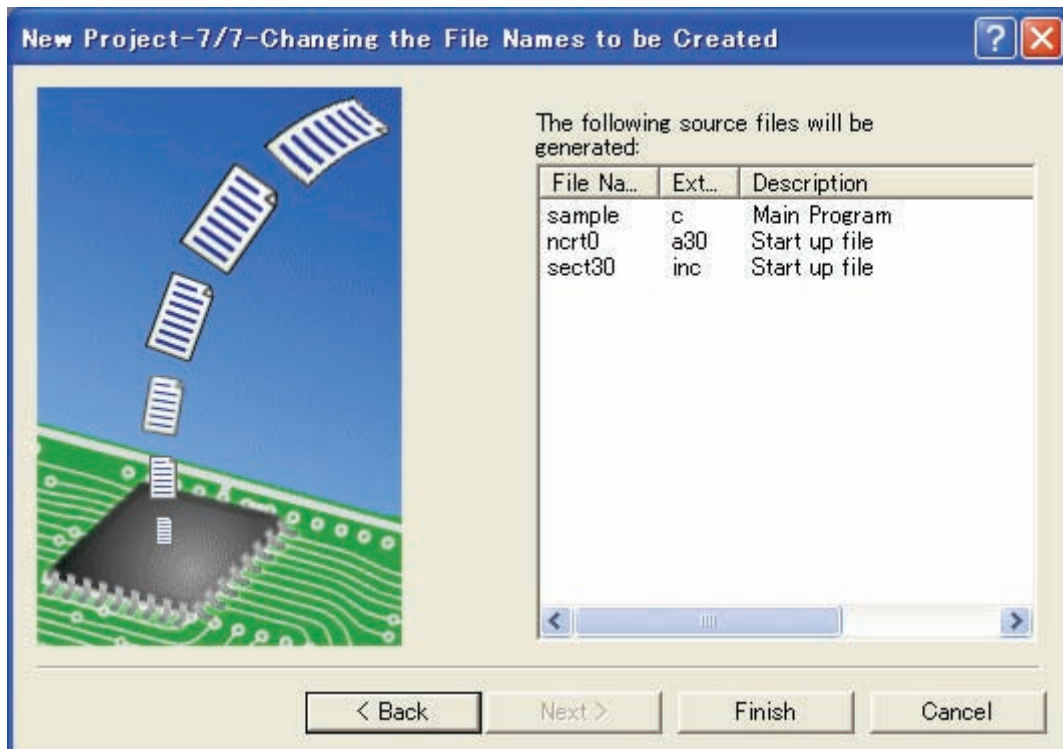 New Project-7/7-Changing the File Names to be Created
The following source files will be
generated:
File Na... Ext... Description
sample c Main Program
ncrt0 a30 Start up file
sect30 inc Start up file
< Back Next > Finish Cancel